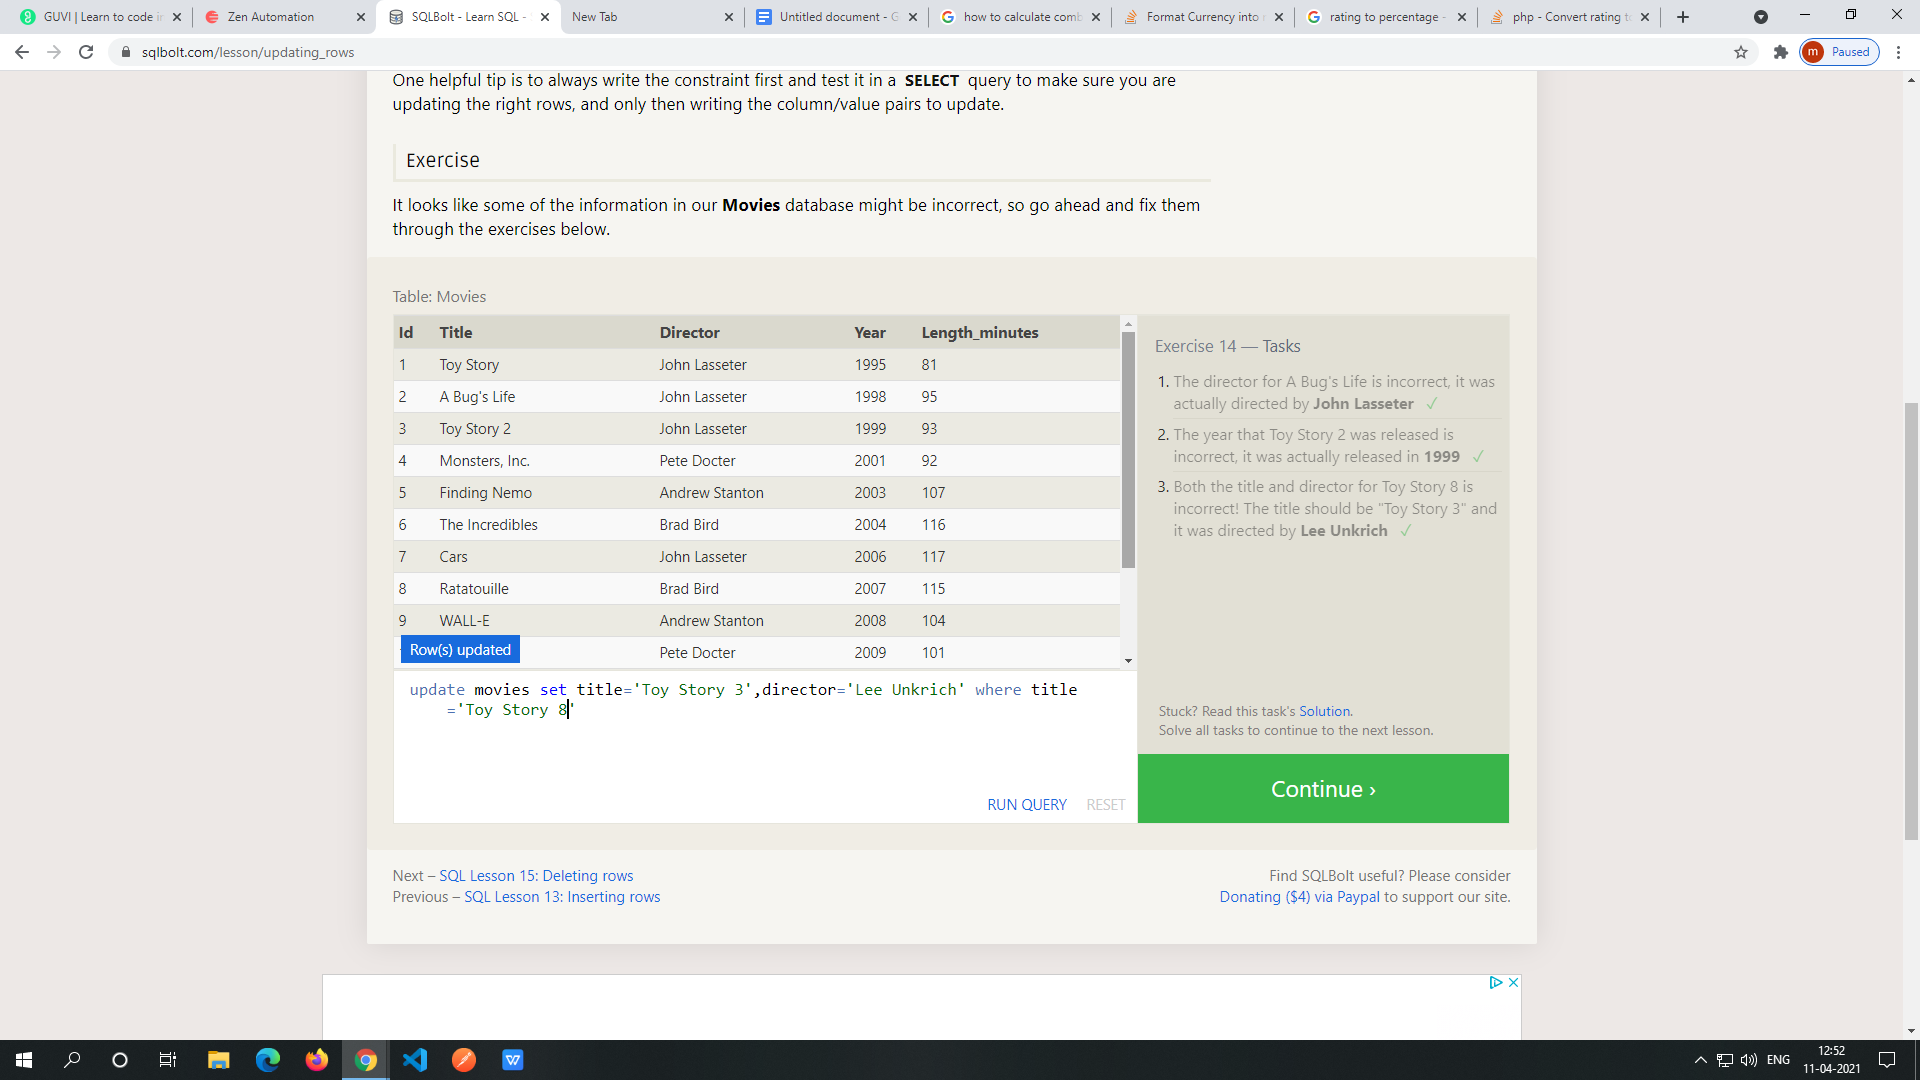 GUVI | Learn to code i
Zen Automation
SQLBolt - Learn SQL -
New Tab
Untitled document - G
how to calculate comb
Format Currency into
rating to percentage -
php - Convert rating t
sqlbolt.com/lesson/updating_rows
m Paused
One helpful tip is to always write the constraint first and test it in a SELECT query to make sure you are
updating the right rows, and only then writing the column/value pairs to update.
Exercise
It looks like some of the information in our Movies database might be incorrect, so go ahead and fix them
through the exercises below.
Table: Movies
Id Title Director Year Length_minutes
1 Toy Story John Lasseter 1995 81
2 A Bug's Life John Lasseter 1998 95
3 Toy Story 2 John Lasseter 1999 93
4 Monsters, Inc. Pete Docter 2001 92
5 Finding Nemo Andrew Stanton 2003 107
6 The Incredibles Brad Bird 2004 116
7 Cars John Lasseter 2006 117
8 Ratatouille Brad Bird 2007 115
9 WALL-E Andrew Stanton 2008 104
Pete Docter 2009 101
Row(s) updated
update movies set title='Toy Story 3',director='Lee Unkrich' where title
='Toy Story 8'
RUN QUERY RESET
Exercise 14 — Tasks
1. The director for A Bug's Life is incorrect, it was
actually directed by John Lasseter ✓
2. The year that Toy Story 2 was released is
incorrect, it was actually released in 1999 ✓
3. Both the title and director for Toy Story 8 is
incorrect! The title should be "Toy Story 3" and
it was directed by Lee Unkrich ✓
Stuck? Read this task's Solution.
Solve all tasks to continue to the next lesson.
Continue ›
Next – SQL Lesson 15: Deleting rows
Previous – SQL Lesson 13: Inserting rows
Find SQLBolt useful? Please consider
Donating ($4) via Paypal to support our site.
ENG
12:52
11-04-2021